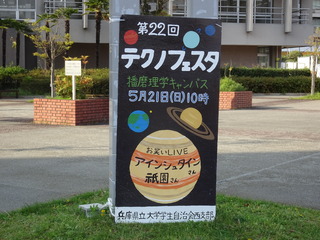 第22回
テクノフェスタ
播磨理学キャンパス
5月21日(日)10時
お笑いLIVE
アインシュタインさん
祇園さん
兵庫県立大学学生自治会西支部